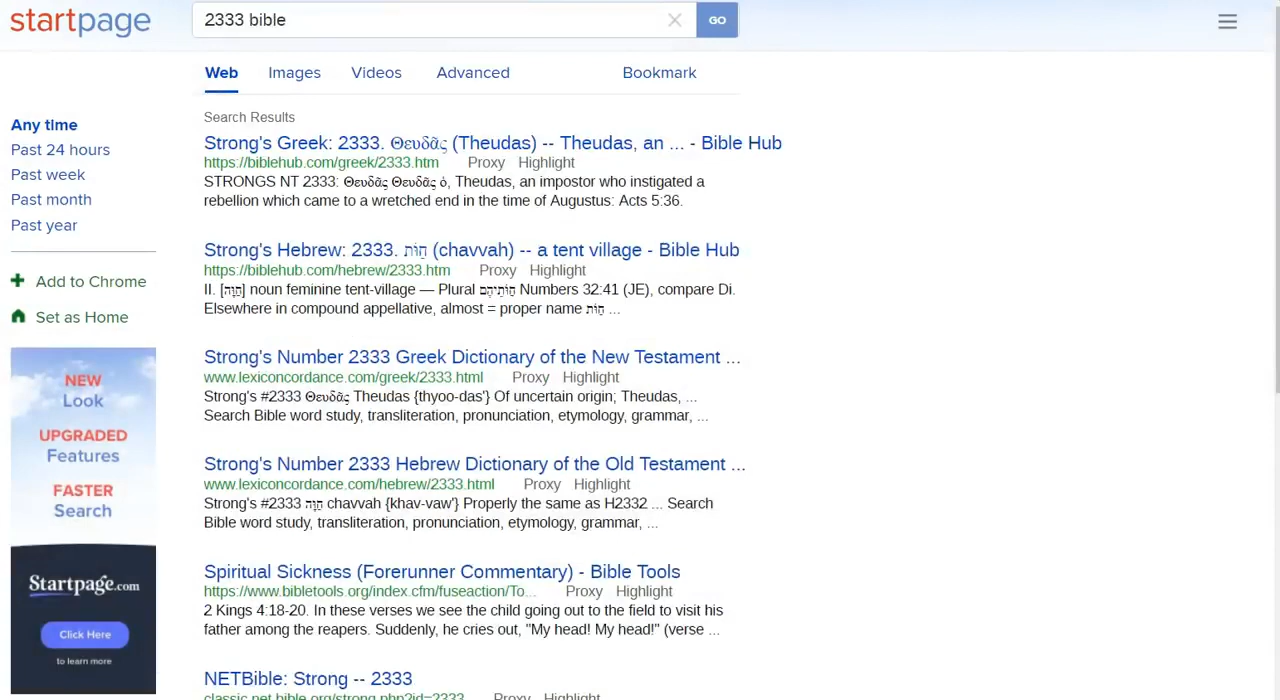 startpage
2333 bible
GO
Web Images Videos Advanced Bookmark
Any time
Past 24 hours
Past week
Past month
Past year
Add to Chrome
Set as Home
NEW
Look
UPGRADED
Features
FASTER
Search
Startpage.com
Click Here
to learn more
Search Results
Strong's Greek: 2333. Θευδᾶς (Theudas) -- Theudas, an ... - Bible Hub
https://biblehub.com/greek/2333.htm Proxy Highlight
STRONGS NT 2333: Θευδᾶς Θευδᾶς ὁ, Theudas, an impostor who instigated a
rebellion which came to a wretched end in the time of Augustus: Acts 5:36.
Strong's Hebrew: 2333. חַוֹּת (chavvah) -- a tent village - Bible Hub
https://biblehub.com/hebrew/2333.htm Proxy Highlight
II. [חַוָּה] noun feminine tent-village — Plural חַוֺּתֵיהֶם Numbers 32:41 (JE), compare Di.
Elsewhere in compound appellative, almost = proper name חַוֺּת ...
Strong's Number 2333 Greek Dictionary of the New Testament ...
www.lexiconcordance.com/greek/2333.html Proxy Highlight
Strong's #2333 Θευδᾶς Theudas {thyoo-das'} Of uncertain origin; Theudas, ...
Search Bible word study, transliteration, pronunciation, etymology, grammar, ...
Strong's Number 2333 Hebrew Dictionary of the Old Testament ...
www.lexiconcordance.com/hebrew/2333.html Proxy Highlight
Strong's #2333 חַוָּה chavvah {khav-vaw'} Properly the same as H2332 ... Search
Bible word study, transliteration, pronunciation, etymology, grammar, ...
Spiritual Sickness (Forerunner Commentary) - Bible Tools
https://www.bibletools.org/index.cfm/fuseaction/To... Proxy Highlight
2 Kings 4:18-20. In these verses we see the child going out to the field to visit his
father among the reapers. Suddenly, he cries out, "My head! My head!" (verse ...
NETBible: Strong -- 2333
classic.net.bible.org/strong.php?id=2333 Proxy Highlight